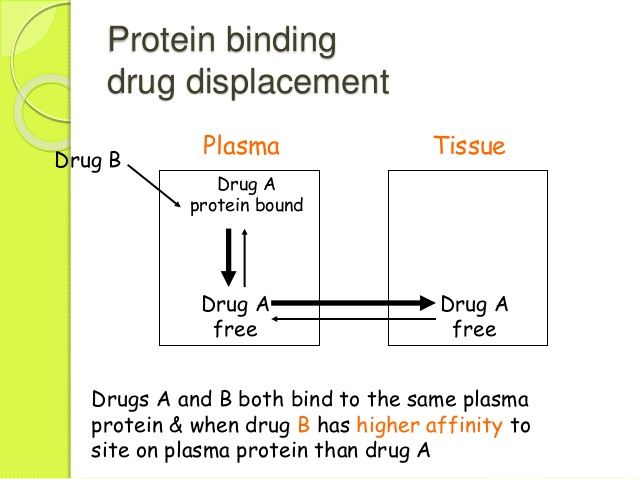 Protein binding
drug displacement
Plasma
Tissue
Drug B
Drug A
protein bound
Drug A
free
Drug A
free
Drugs A and B both bind to the same plasma
protein & when drug B has higher affinity to
site on plasma protein than drug A